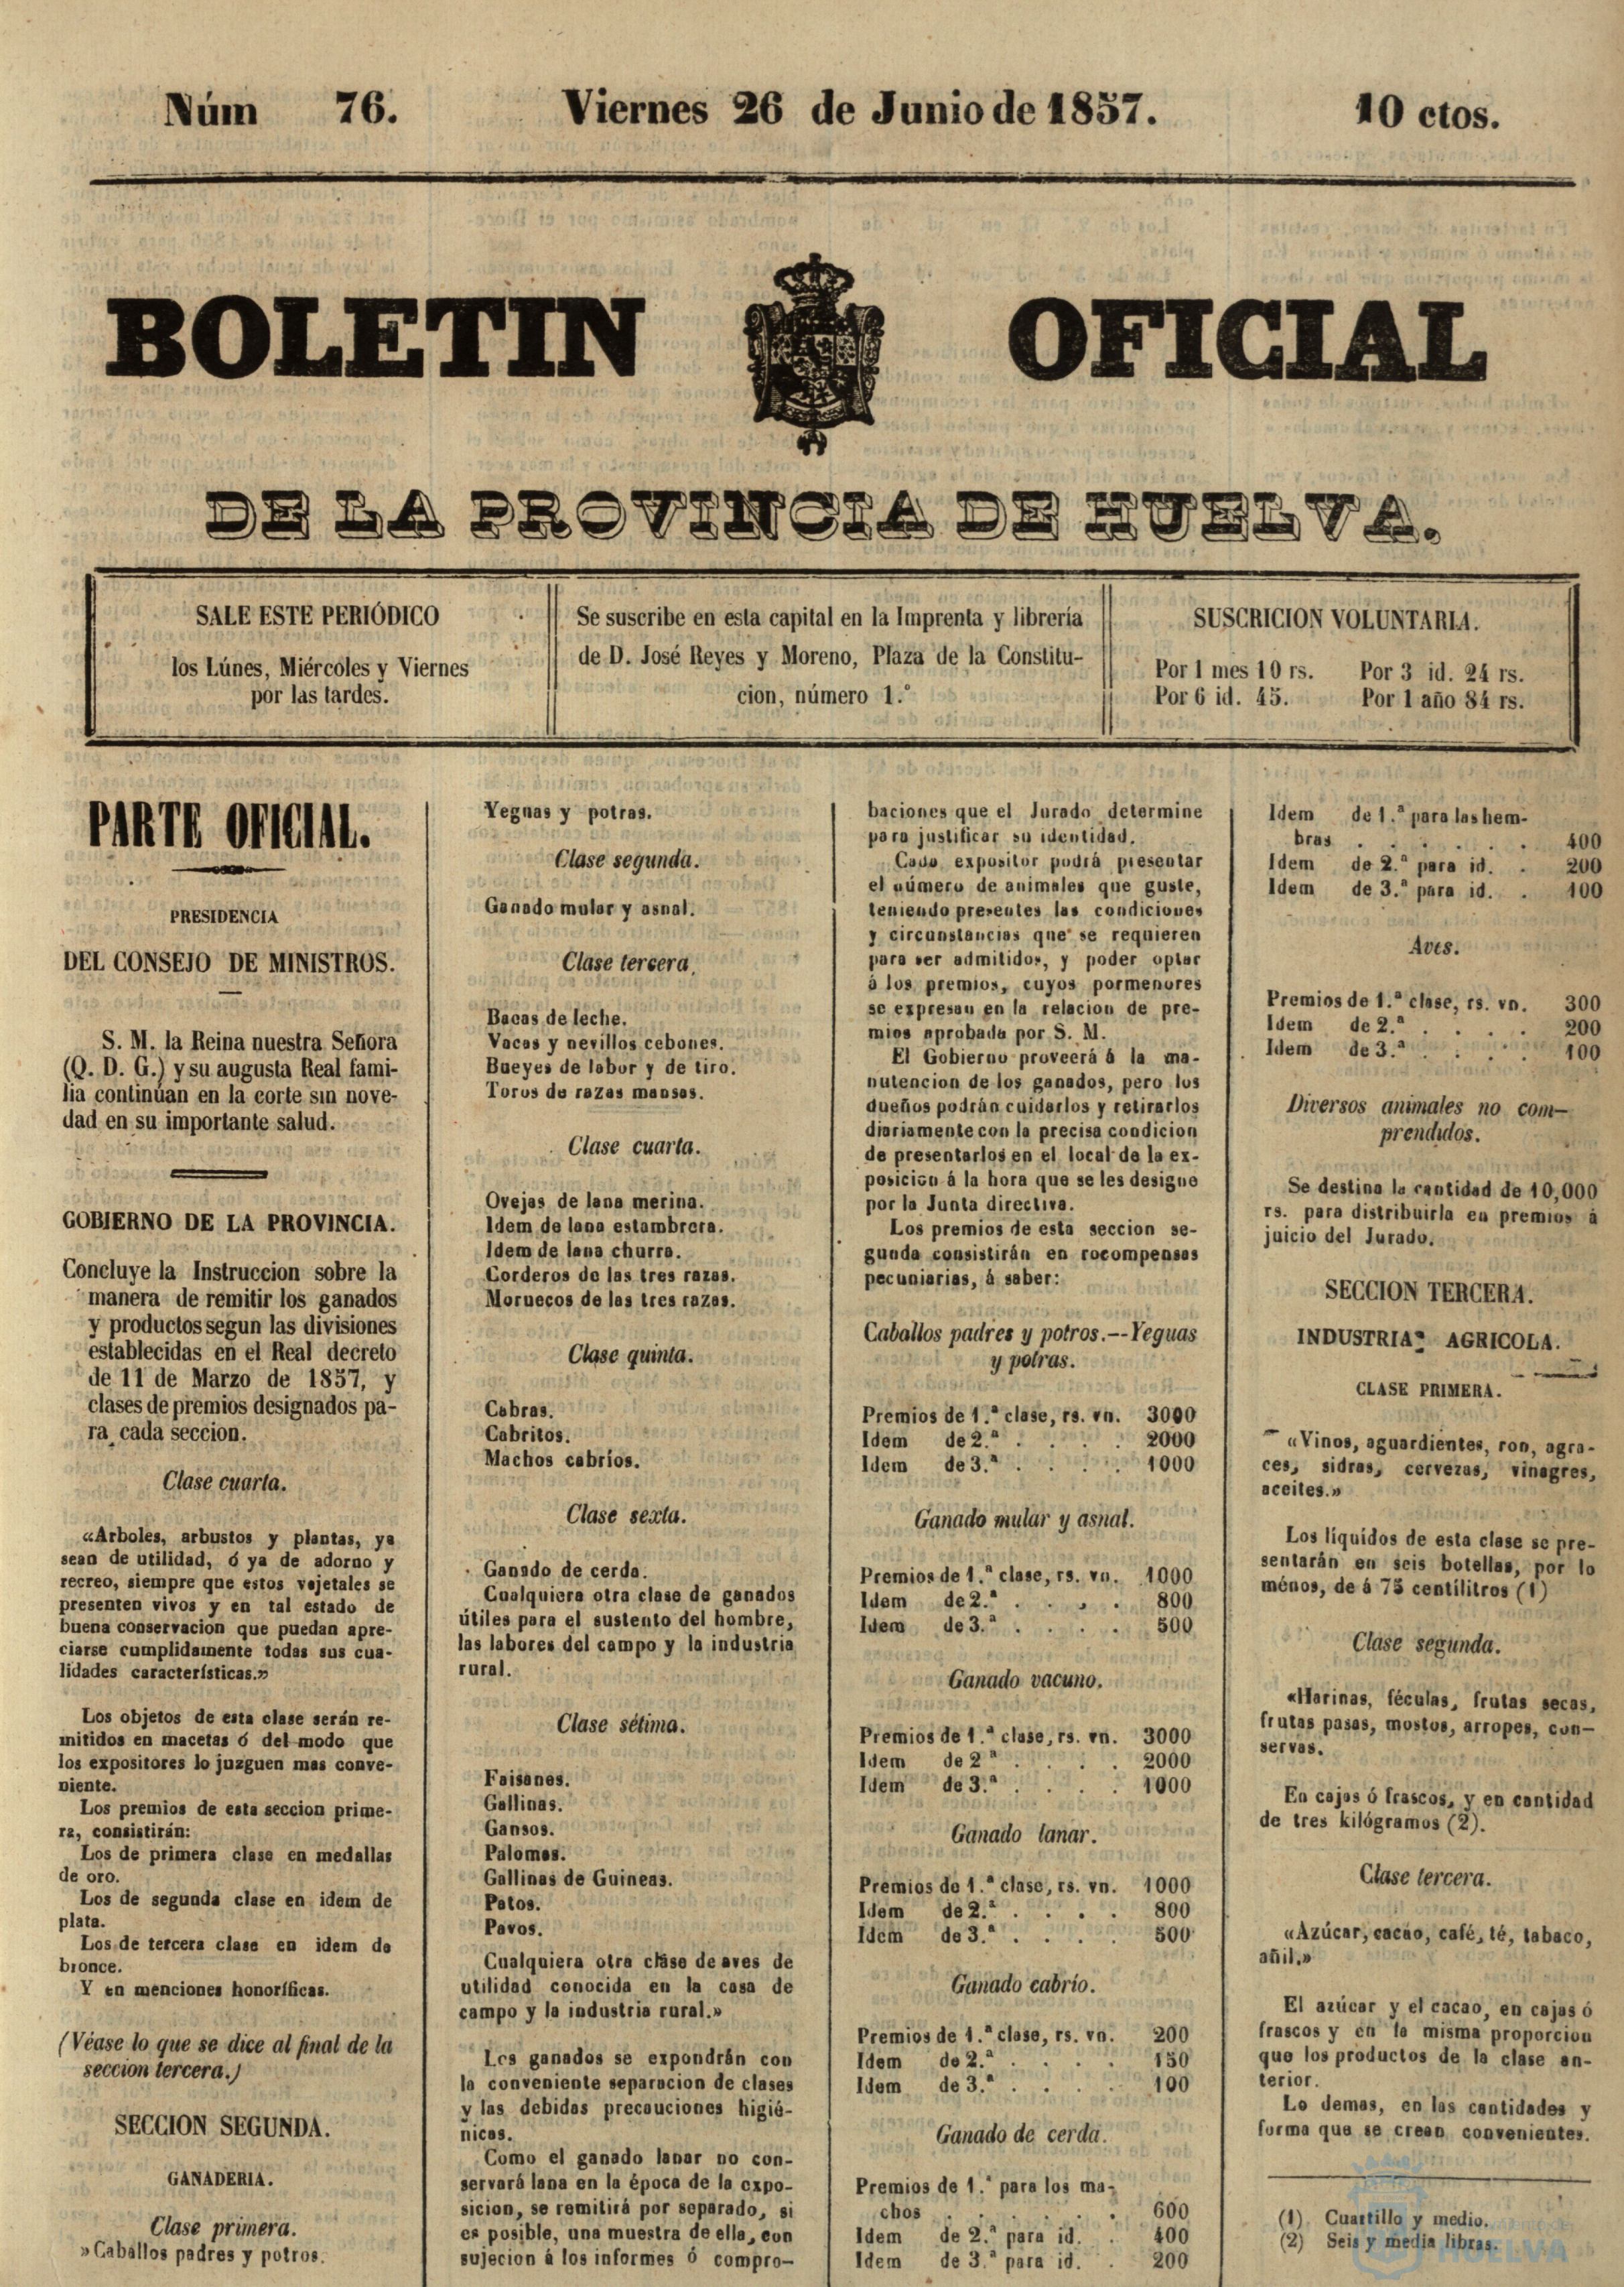 Núm 76.
Viernes 26 de Junio de 1857.
10 ctos.
BOLETIN OFICIAL
DE LA PROVINCIA DE HUELVA.
SALE ESTE PERIÓDICO
los Lúnes, Miércoles y Viernes
por las tardes.
Se suscribe en esta capital en la Imprenta y librería
de D. José Reyes y Moreno, Plaza de la Constitu-
cion, número 1.º
SUSCRICION VOLUNTARIA.
Por 1 mes 10 rs. Por 3 id. 24 rs.
Por 6 id. 45. Por 1 año 84 rs.
PARTE OFICIAL.
PRESIDENCIA
DEL CONSEJO DE MINISTROS.
S. M. la Reina nuestra Señora
(Q. D. G.) y su augusta Real fami-
lia continúan en la corte sin nove-
dad en su importante salud.
GOBIERNO DE LA PROVINCIA.
Concluye la Instruccion sobre la
manera de remitir los ganados
y productos segun las divisiones
establecidas en el Real decreto
de 11 de Marzo de 1857, y
clases de premios designados pa-
ra cada seccion.
Clase cuarta.
«Arboles, arbustos y plantas, ya
sean de utilidad, ó ya de adorno y
recreo, siempre que estos vejetales se
presenten vivos y en tal estado de
buena conservacion que puedan apre-
ciarse cumplidamente todas sus cua-
lidades características.»
Los objetos de esta clase serán re-
mitidos en macetas ó del modo que
los expositores lo juzguen mas conve-
niente.
Los premios de esta seccion prime-
ra, consistirán:
Los de primera clase en medallas
de oro.
Los de segunda clase en idem de
plata.
Los de tercera clase en idem de
bronce.
Y en menciones honoríficas.
(Véase lo que se dice al final de la
seccion tercera.)
SECCION SEGUNDA.
GANADERIA.
Clase primera.
»Caballos padres y potros.
Yeguas y potras.
Clase segunda.
Ganado mular y asnal.
Clase tercera.
Bacas de leche.
Vacas y nevillos cebones.
Bueyes de labor y de tiro.
Toros de razas mansas.
Clase cuarta.
Ovejas de lana merina.
Idem de lana estambrera.
Idem de lana churra.
Corderos de las tres razas.
Moruecos de las tres razas.
Clase quinta.
Cabras.
Cabritos.
Machos cabríos.
Clase sexta.
Ganado de cerda.
Cualquiera otra clase de ganados
útiles para el sustento del hombre,
las labores del campo y la industria
rural.
Clase sétima.
Faisanes.
Gallinas.
Gansos.
Palomas.
Gallinas de Guineas.
Patos.
Pavos.
Cualquiera otra clase de aves de
utilidad conocida en la casa de
campo y la industria rural.»
Los ganados se expondrán con
la conveniente separacion de clases
y las debidas precauciones higié-
nicas.
Como el ganado lanar no con-
servará lana en la época de la expo-
sicion, se remitirá por separado, si
es posible, una muestra de ella, con
sujecion á los informes ó compro-
baciones que el Jurado determine
para justificar su identidad.
Cada expositor podrá presentar
el número de animales que guste,
teniendo presentes las condiciones
y circunstancias que se requieren
para ser admitidos, y poder optar
á los premios, cuyos pormenores
se expresan en la relacion de pre-
mios aprobada por S. M.
El Gobierno proveerá á la ma-
nutencion de los ganados, pero los
dueños podrán cuidarlos y retirarlos
diariamente con la precisa condicion
de presentarlos en el local de la ex-
posicion á la hora que se les designe
por la Junta directiva.
Los premios de esta seccion se-
gunda consistirán en rocompensas
pecuniarias, á saber:
Caballos padres y potros.--Yeguas
y potras.
Premios de 1.ª clase, rs. vn. 3000
Idem de 2.ª . . . . 2000
Idem de 3.ª . . . . 1000
Ganado mular y asnal.
Premios de 1.ª clase, rs. vn. 1000
Idem de 2.ª . . . . 800
Idem de 3.ª . . . . 500
Ganado vacuno.
Premios de 1.ª clase, rs. vn. 3000
Idem de 2 ª . . . . 2000
Idem de 3.ª . . . . 1000
Ganado lanar.
Premios de 1.ª clase, rs. vn. 1000
Idem de 2.ª . . . . 800
Idem de 3.ª . . . . 500
Ganado cabrío.
Premios de 1.ª clase, rs. vn. 200
Idem de 2.ª . . . . 150
Idem de 3.ª . . . . 100
Ganado de cerda.
Premios de 1.ª para los ma-
chos . . . . . . 600
Idem de 2.ª para id. . 400
Idem de 3.ª para id. . 200
Idem de 1.ª para las hem-
bras . . . . . . 400
Idem de 2.ª para id. . 200
Idem de 3.ª para id. . 100
Aves.
Premios de 1.ª clase, rs. vn. 300
Idem de 2.ª . . . . 200
Idem de 3.ª . . . . 100
Diversos animales no com-
prendidos.
Se destina la cantidad de 10,000
rs. para distribuirla en premios á
juicio del Jurado.
SECCION TERCERA.
INDUSTRIA AGRICOLA.
CLASE PRIMERA.
«Vinos, aguardientes, ron, agra-
ces, sidras, cervezas, vinagres,
aceites.»
Los líquidos de esta clase se pre-
sentarán en seis botellas, por lo
ménos, de á 75 centílitros (1)
Clase segunda.
«Harinas, féculas, frutas secas,
frutas pasas, mostos, arropes, con-
servas.
En cajas ó frascos, y en cantidad
de tres kilógramos (2).
Clase tercera.
«Azúcar, cacao, café, té, tabaco,
añil.»
El azúcar y el cacao, en cajas ó
frascos y en la misma proporcion
que los productos de la clase an-
terior.
Lo demas, en las cantidades y
forma que se crean convenientes.
(1) Cuartillo y medio.
(2) Seis y media libras.
HUELVA